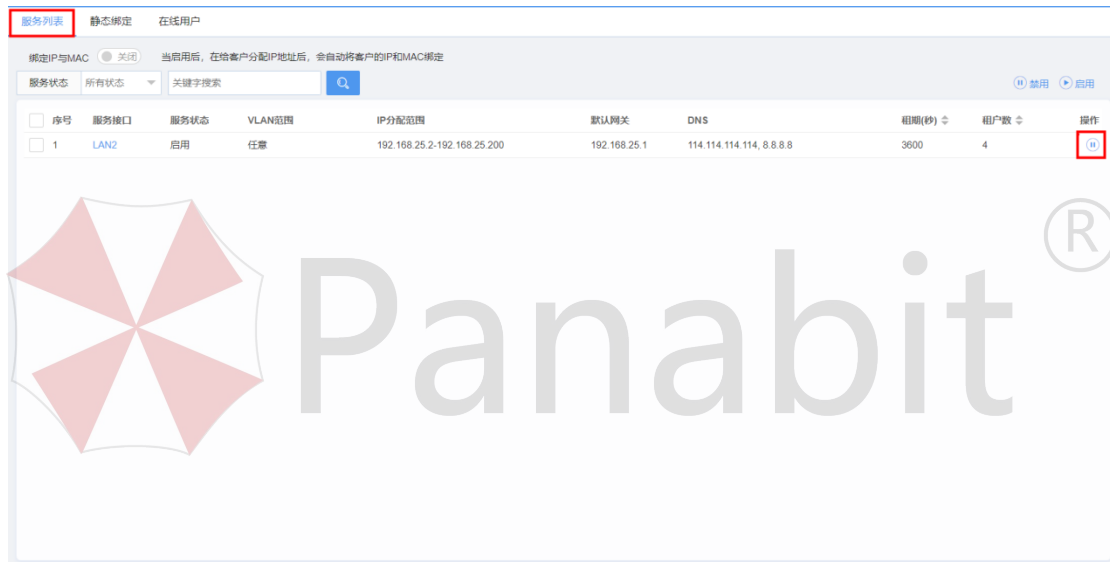 服务列表 静态绑定 在线用户
绑定IP与MAC 关闭 当启用后，在给客户分配IP地址后，会自动将客户的IP和MAC绑定
服务状态 所有状态 关键字搜索 禁用 启用
序号 服务接口 服务状态 VLAN范围 IP分配范围 默认网关 DNS 租期(秒) 租户数 操作
1 LAN2 启用 任意 192.168.25.2-192.168.25.200 192.168.25.1 114.114.114.114, 8.8.8.8 3600 4
Panabit®